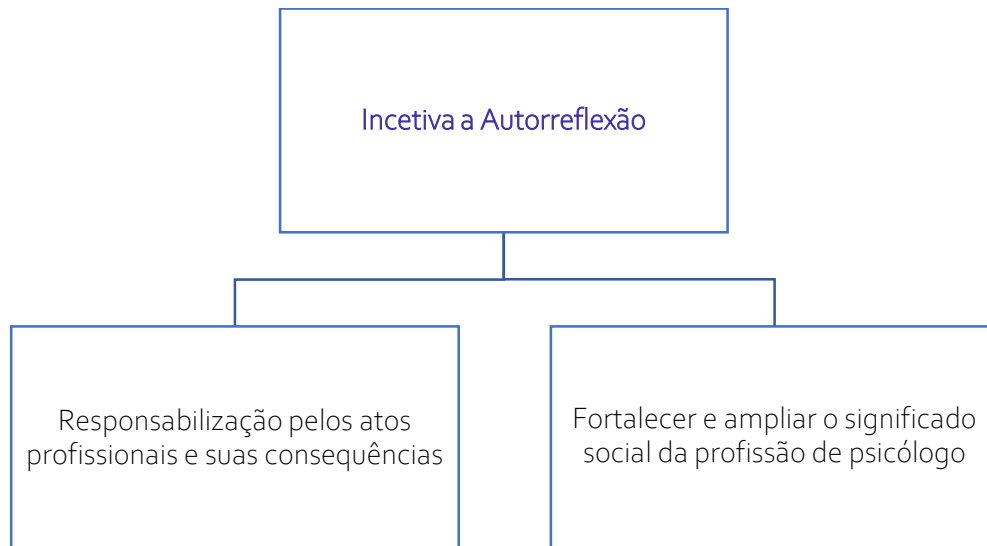 Incetiva a Autorreflexão
Responsabilização pelos atos
profissionais e suas consequências
Fortalecer e ampliar o significado
social da profissão de psicólogo